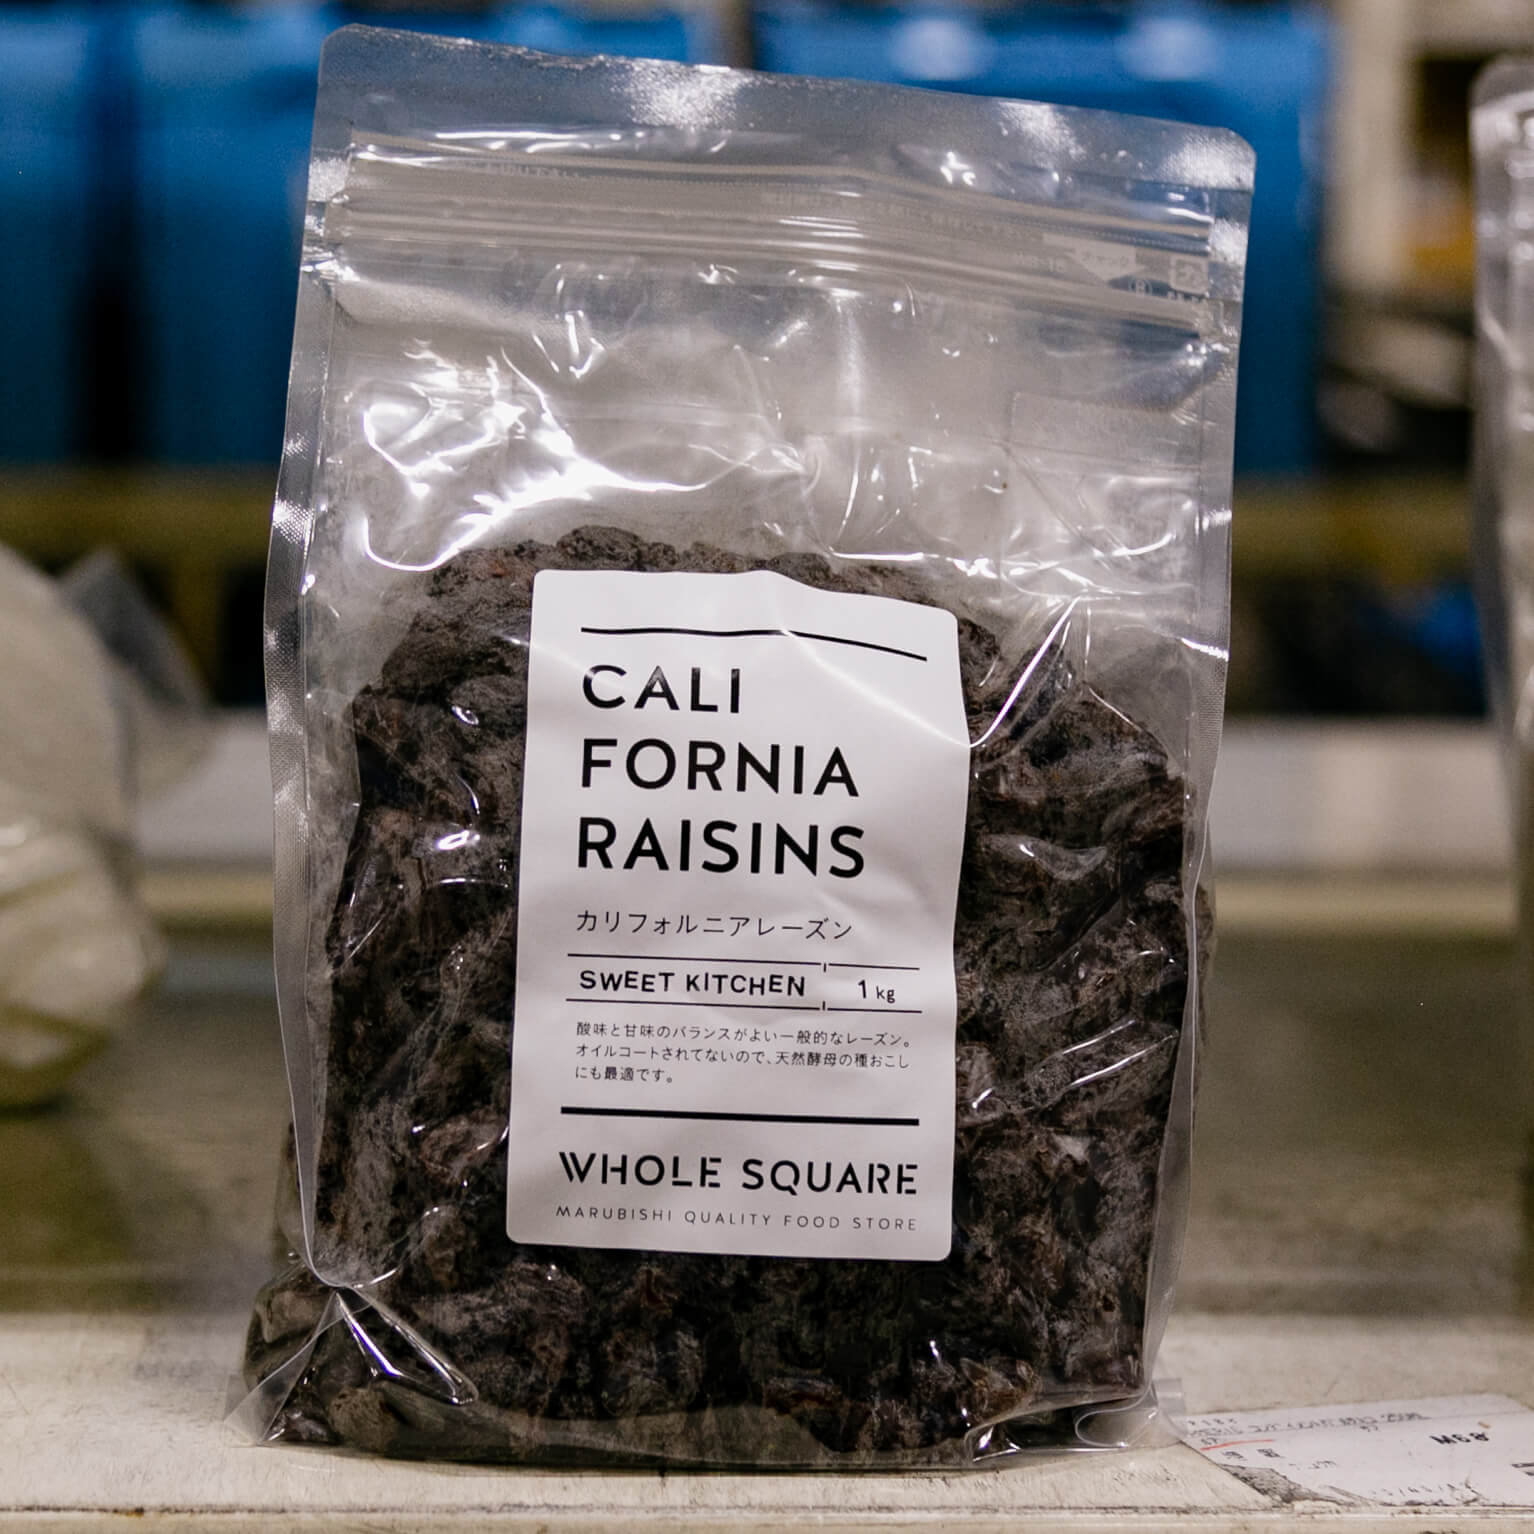 CALI
FORNIA
RAISINS
カリフォルニアレーズン
SWEET KITCHEN 1 kg
酸味と甘味のバランスがよい一般的なレーズン。
オイルコートされてないので、天然酵母の種おこし
にも最適です。
WHOLE SQUARE
MARUBISHI QUALITY FOOD STORE